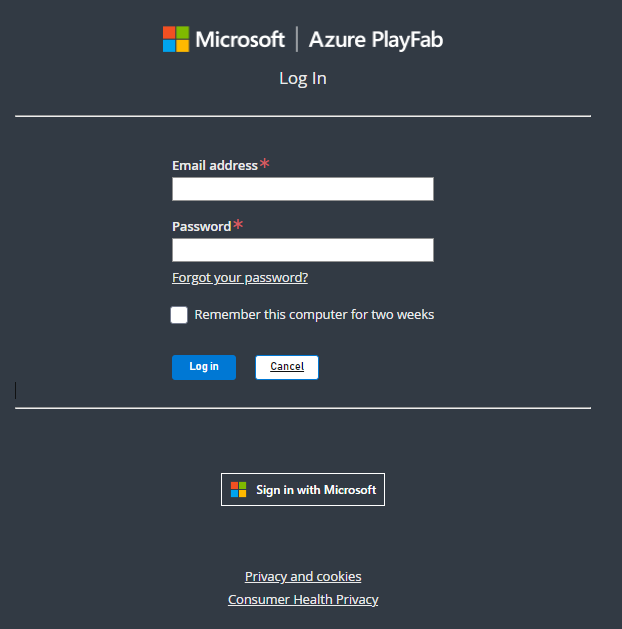 Microsoft | Azure PlayFab
Log In
Email address*
Password*
Forgot your password?
Remember this computer for two weeks
Log in Cancel
Sign in with Microsoft
Privacy and cookies
Consumer Health Privacy